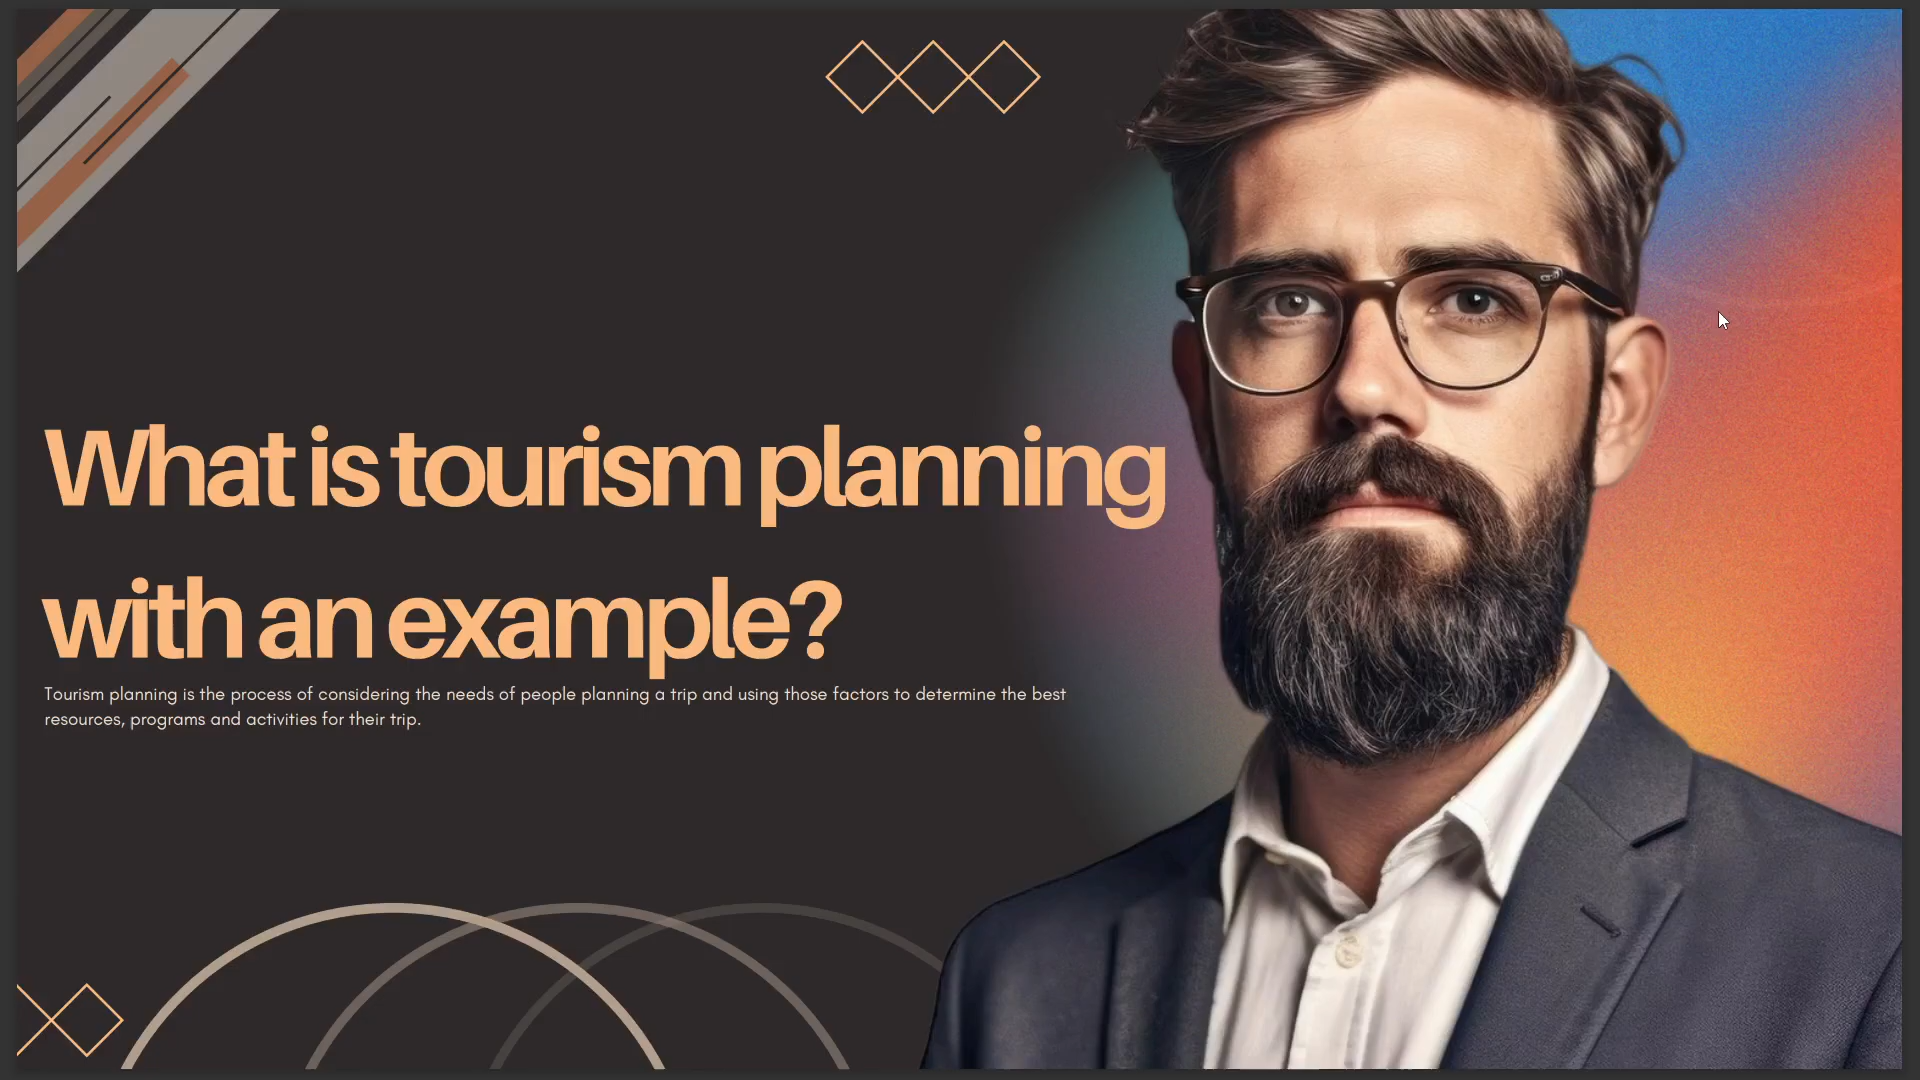 What is tourism planning
with an example?
Tourism planning is the process of considering the needs of people planning a trip and using those factors to determine the best
resources, programs and activities for their trip.